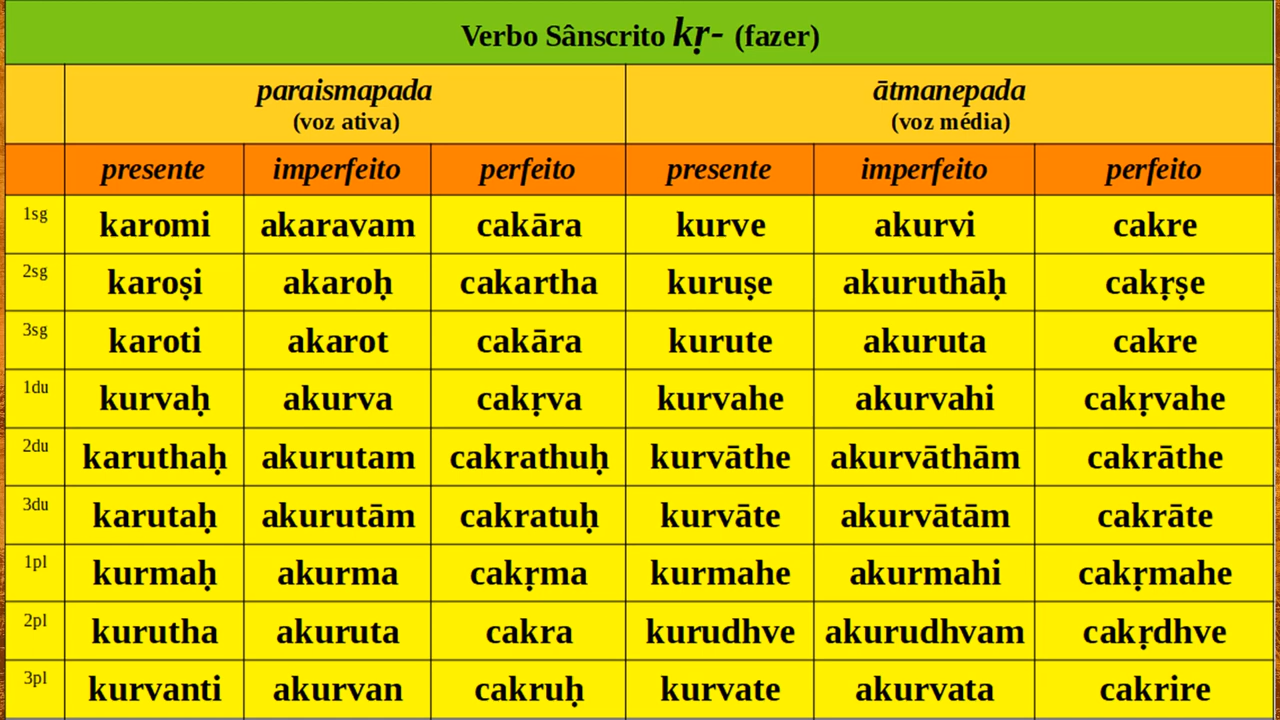 Verbo Sânscrito kṛ- (fazer)
paraismapada ātmanepada
(voz ativa) (voz média)
presente imperfeito perfeito presente imperfeito perfeito
1sg karomi akaravam cakāra kurve akurvi cakre
2sg karoṣi akaroḥ cakartha kuruṣe akuruthāḥ cakṛṣe
3sg karoti akarot cakāra kurute akuruta cakre
1du kurvaḥ akurva cakṛva kurvahe akurvahi cakṛvahe
2du karuthaḥ akurutam cakrathuḥ kurvāthe akurvāthām cakrāthe
3du karutaḥ akurutām cakratuḥ kurvāte akurvātām cakrāte
1pl kurmaḥ akurma cakṛma kurmahe akurmahi cakṛmahe
2pl kurutha akuruta cakra kurudhve akurudhvam cakṛdhve
3pl kurvanti akurvan cakruḥ kurvate akurvata cakrire